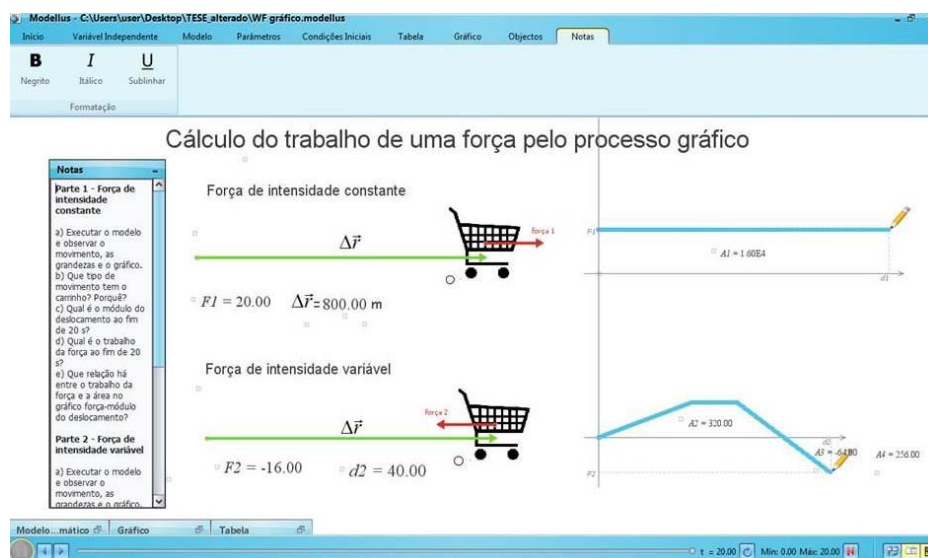 Modellus - C:\Users\user\Desktop\TESE_alterado\WF gráfico.modellus
Início Variável Independente Modelo Parâmetros Condições Iniciais Tabela Gráfico Objectos Notas
B I U
Negrito Itálico Sublinhar
Formatação
Cálculo do trabalho de uma força pelo processo gráfico
Notas
Parte 1 - Força de
intensidade
constante
a) Executar o modelo
e observar o
movimento, as
grandezas e o gráfico.
b) Que tipo de
movimento tem o
carrinho? Porquê?
c) Qual é o módulo do
deslocamento ao fim
de 20 s?
d) Qual é o trabalho
da força ao fim de 20
s?
e) Que relação há
entre o trabalho da
força e a área no
gráfico força-módulo
do deslocamento?
Parte 2 - Força de
intensidade variável
a) Executar o modelo
e observar o
movimento, as
grandezas e o gráfico.
Força de intensidade constante
Δr⃗
força 1
F1 = 20.00 Δr⃗=800.00 m
F1
A1 = 1.60E4
d1
Força de intensidade variável
Δr⃗
força 2
F2 = -16.00 d2 = 40.00
A2 = 320.00
d2
A3 = -64.00 A4 = 256.00
F2
Modelo...mático Gráfico Tabela
t = 20.00 Min: 0.00 Máx: 20.00